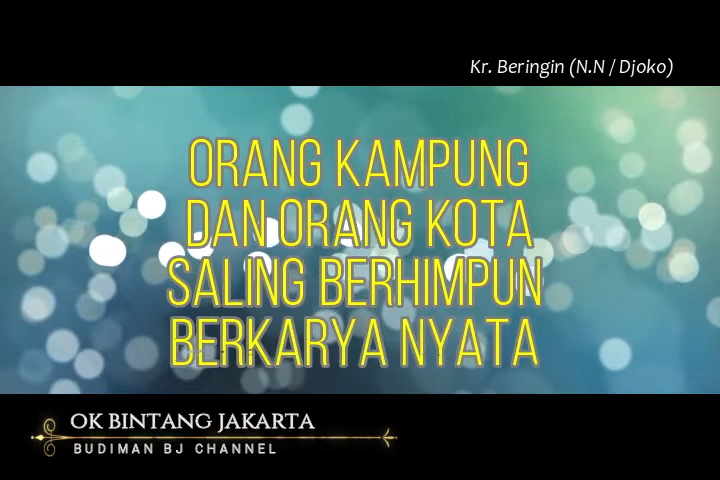 Kr. Beringin (N.N / Djoko)
ORANG KAMPUNG
DAN ORANG KOTA
SALING BERHIMPUN
BERKARYA NYATA
OK BINTANG JAKARTA
BUDIMAN BJ CHANNEL